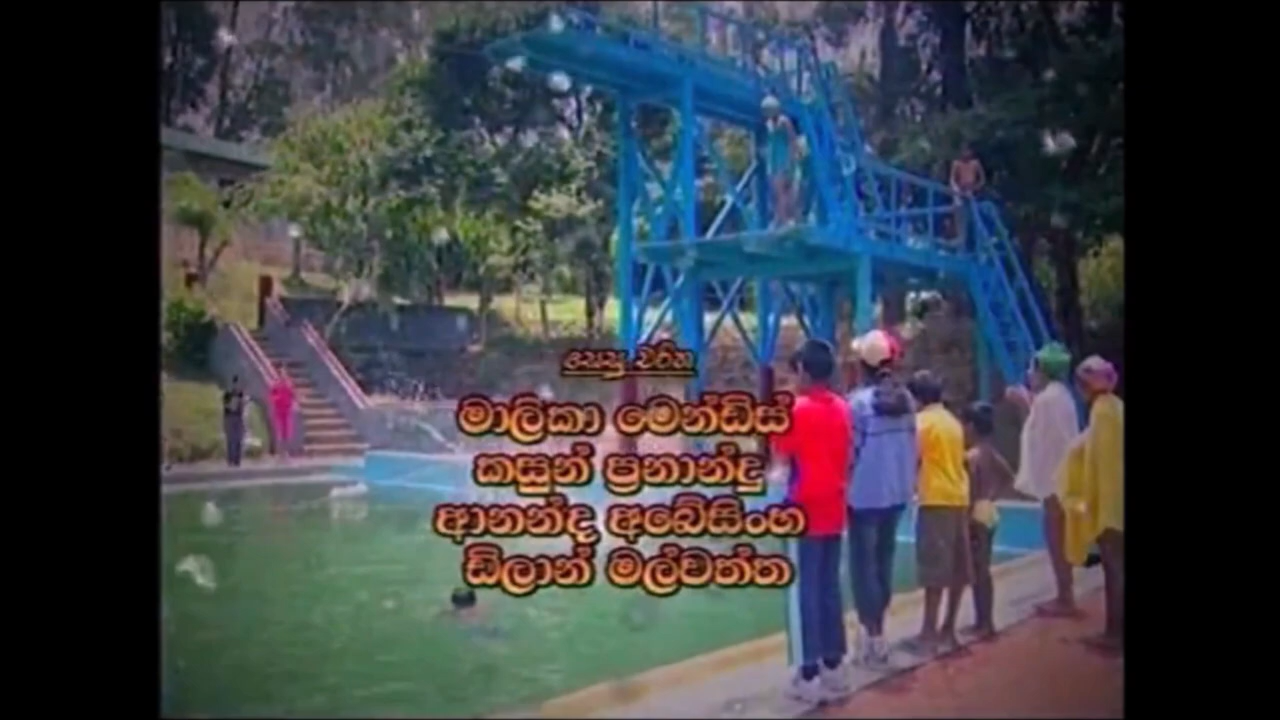 සෙසු චරිත
මාලිකා මෙන්ඩිස්
කසුන් ප්‍රනාන්දු
ආනන්ද අබේසිංහ
ඩිලාන් මල්වත්ත